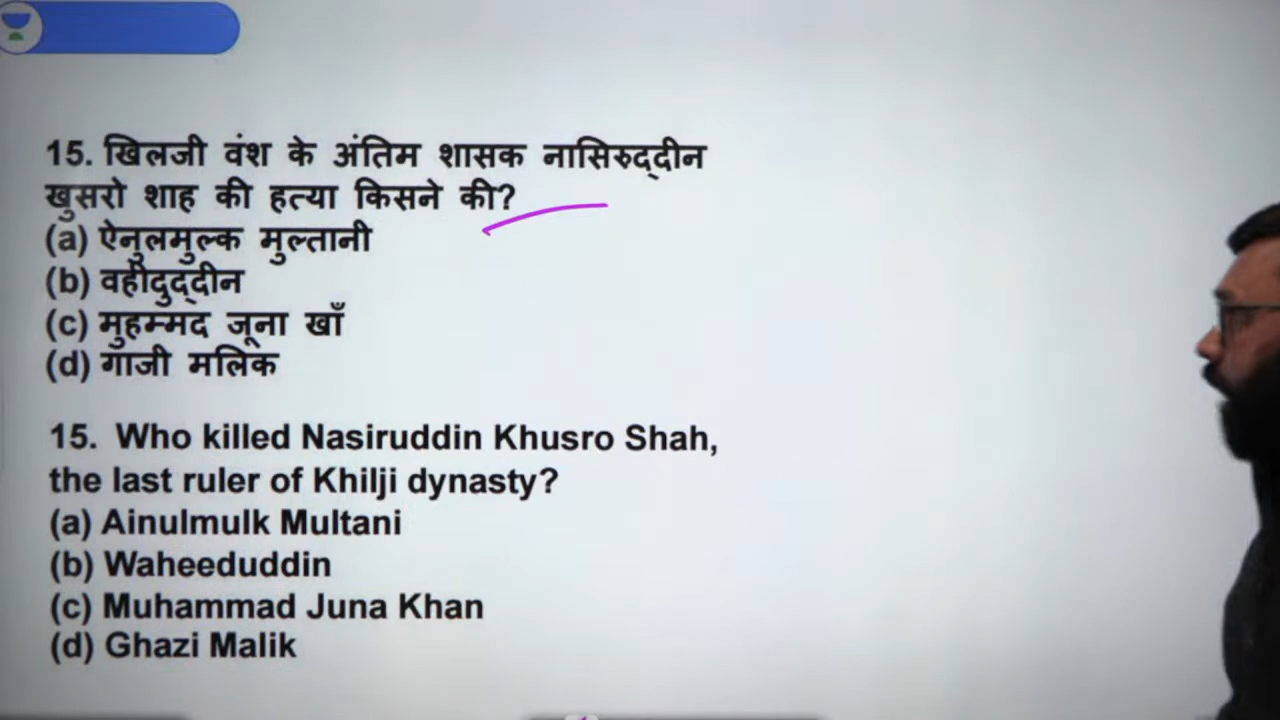 15. खिलजी वंश के अंतिम शासक नासिरुद्दीन
खुसरो शाह की हत्या किसने की?
(a) ऐनुलमुल्क मुल्तानी
(b) वहीदुद्दीन
(c) मुहम्मद जूना खाँ
(d) गाजी मलिक
15. Who killed Nasiruddin Khusro Shah,
the last ruler of Khilji dynasty?
(a) Ainulmulk Multani
(b) Waheeduddin
(c) Muhammad Juna Khan
(d) Ghazi Malik